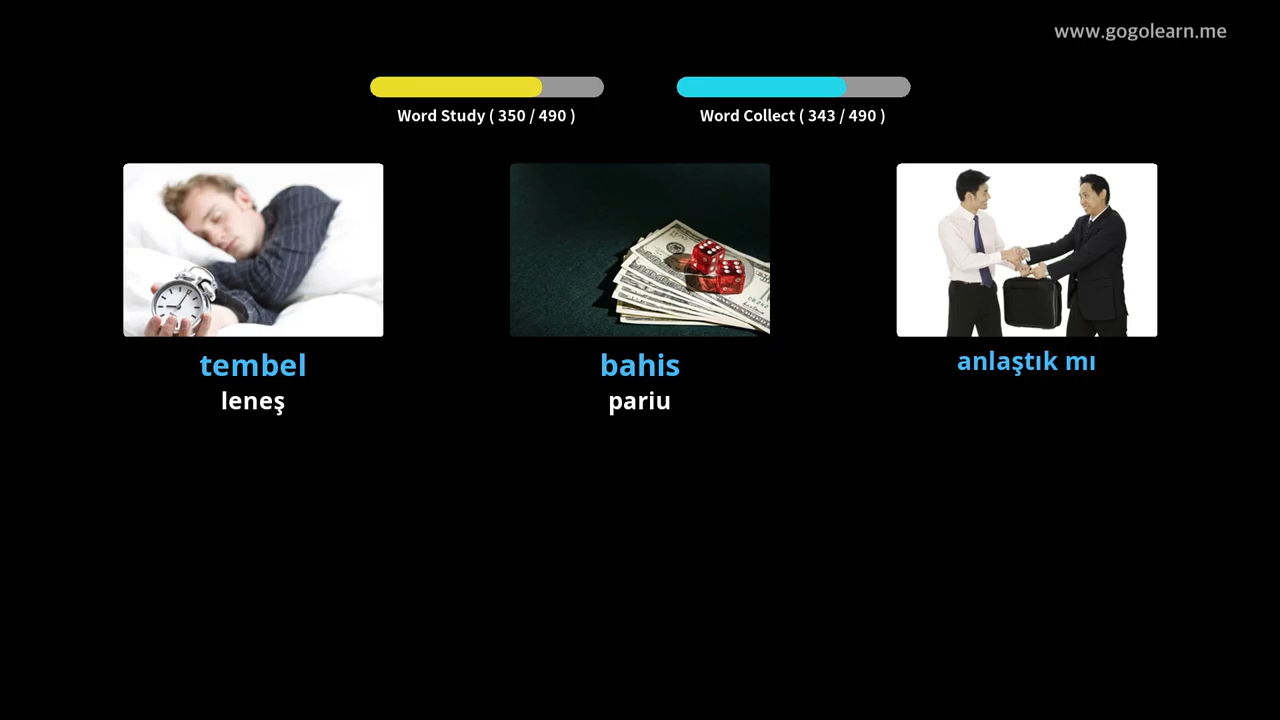 www.gogolearn.me
Word Study ( 350 / 490 )
Word Collect ( 343 / 490 )
tembel
leneş
bahis
pariu
anlaştık mı